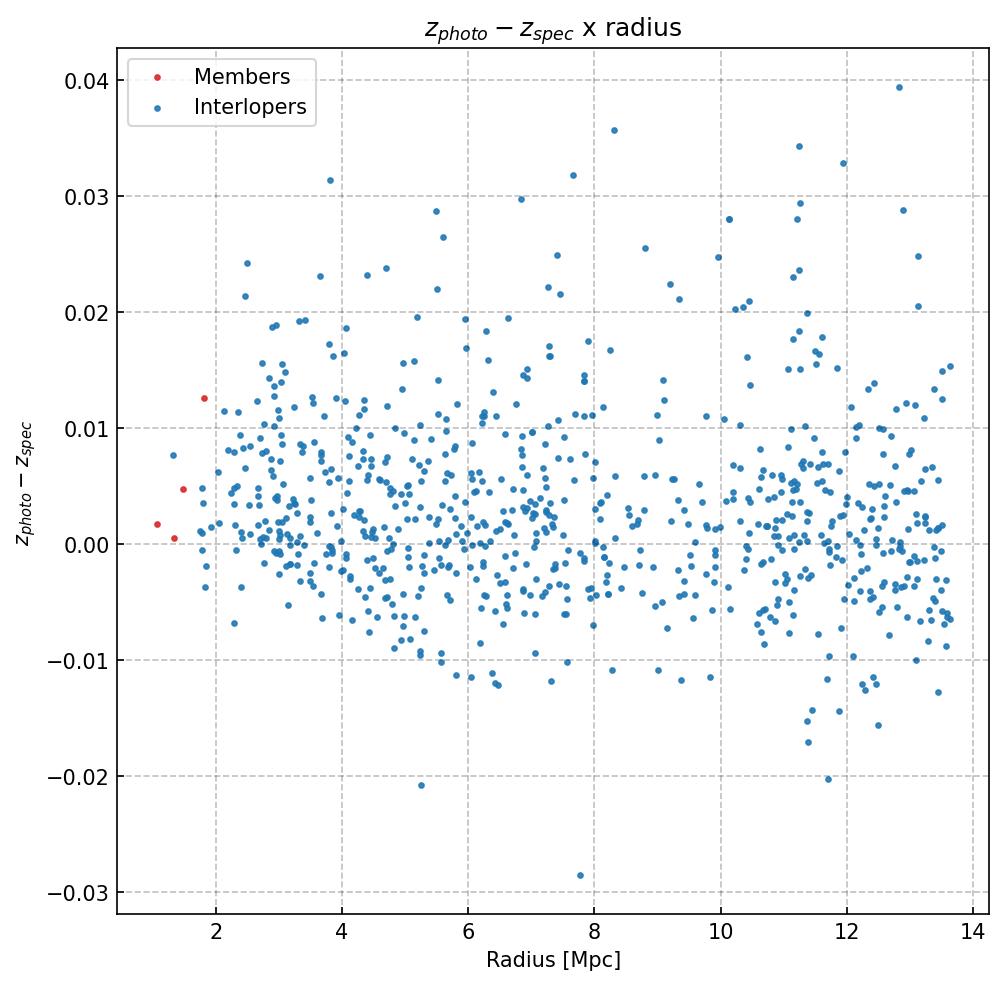 z_photo − z_spec x radius
Members
Interlopers
0.04
0.03
0.02
0.01
0.00
−0.01
−0.02
−0.03
z_photo − z_spec
2 4 6 8 10 12 14
Radius [Mpc]